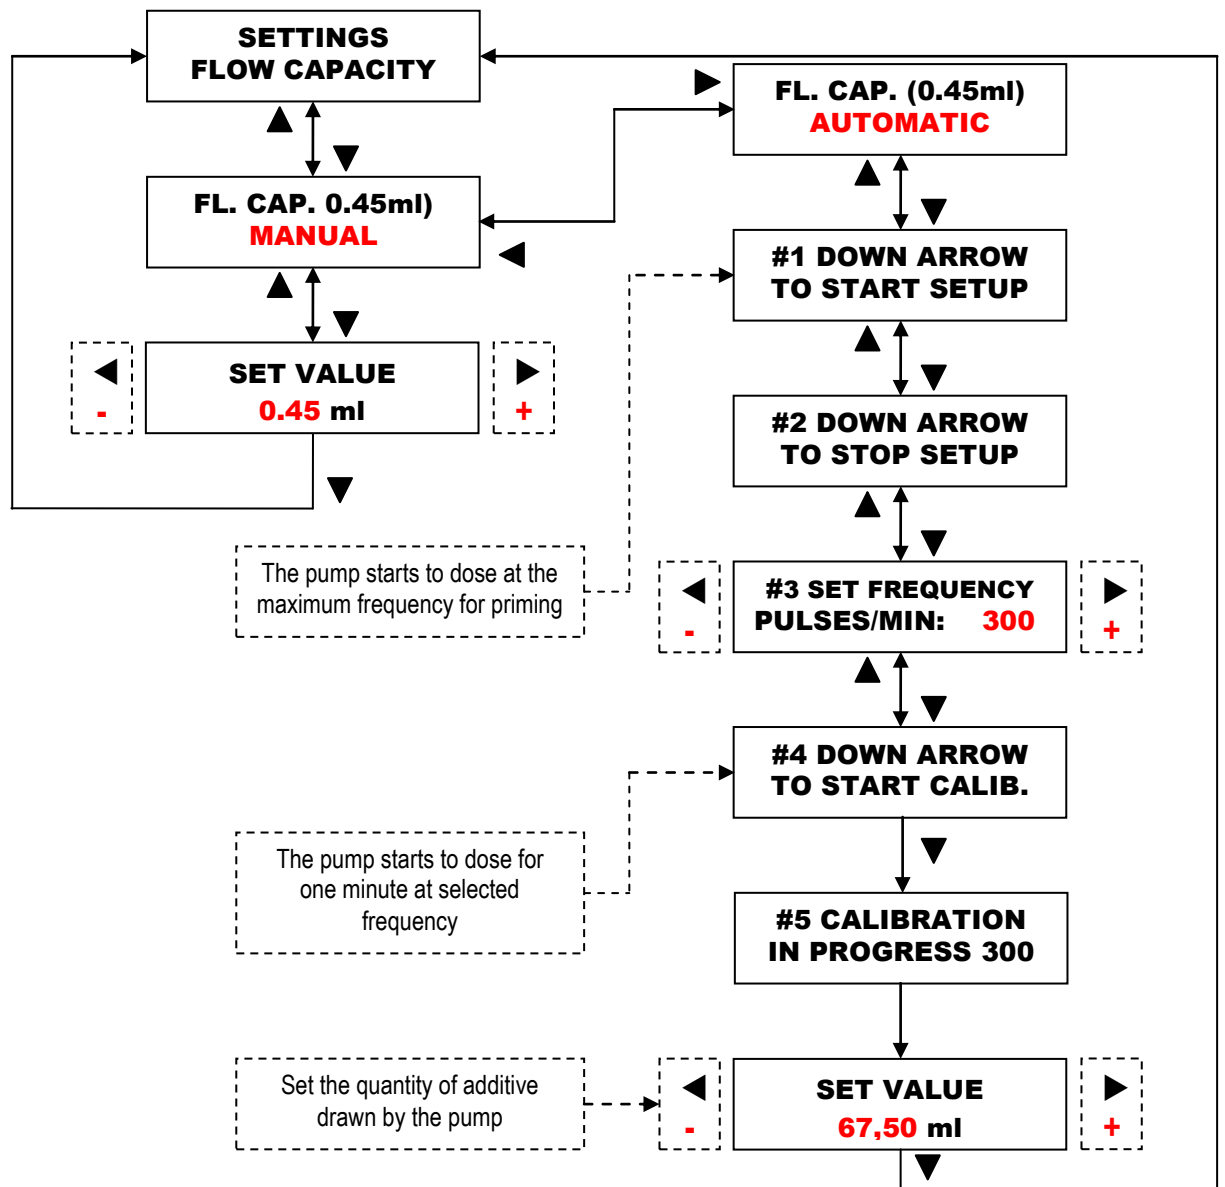 SETTINGS
FLOW CAPACITY
FL. CAP. (0.45ml)
AUTOMATIC
FL. CAP. 0.45ml)
MANUAL
#1 DOWN ARROW
TO START SETUP
SET VALUE
0.45 ml
-
+
#2 DOWN ARROW
TO STOP SETUP
The pump starts to dose at the
maximum frequency for priming
#3 SET FREQUENCY
PULSES/MIN: 300
-
+
#4 DOWN ARROW
TO START CALIB.
The pump starts to dose for
one minute at selected
frequency
#5 CALIBRATION
IN PROGRESS 300
Set the quantity of additive
drawn by the pump
SET VALUE
67,50 ml
-
+